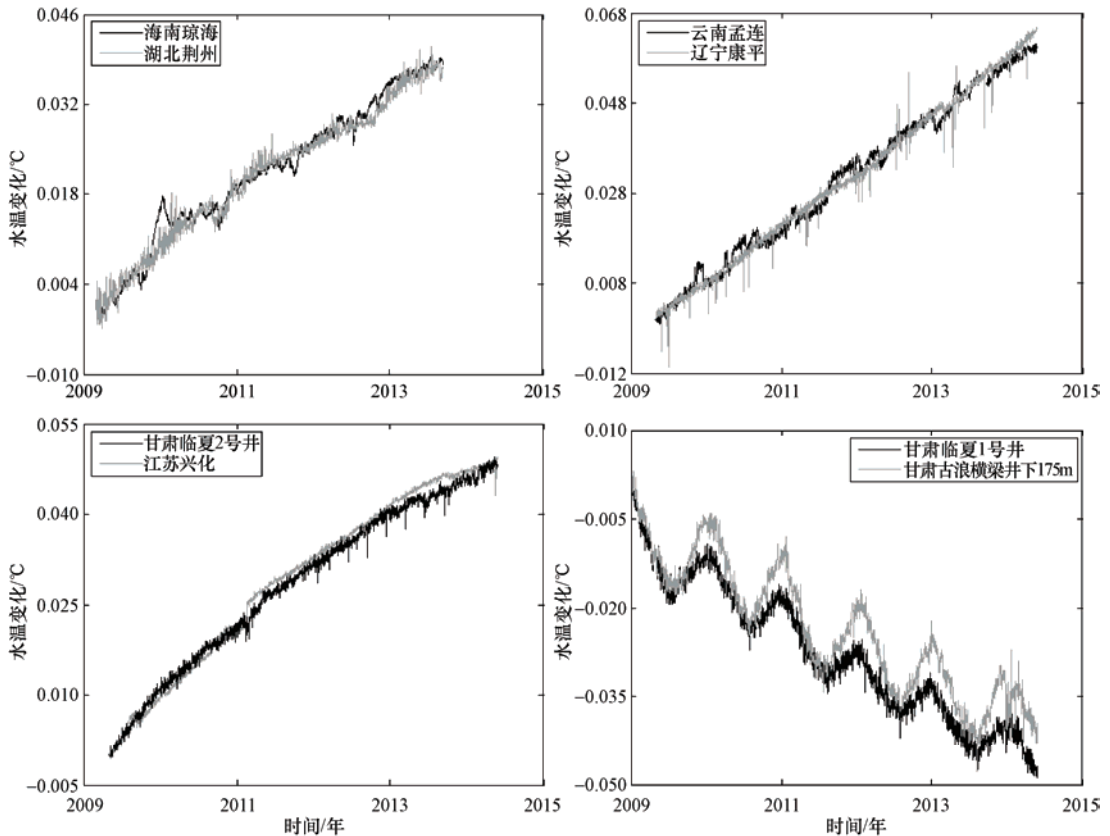 0.046
0.032
0.018
0.004
−0.010
水温变化/℃
海南琼海
湖北荆州
2009
2011
2013
2015
0.068
0.048
0.028
0.008
−0.012
水温变化/℃
云南孟连
辽宁康平
2009
2011
2013
2015
0.055
0.040
0.025
0.010
−0.005
水温变化/℃
甘肃临夏2号井
江苏兴化
2009
2011
2013
2015
时间/年
0.010
−0.005
−0.020
−0.035
−0.050
水温变化/℃
甘肃临夏1号井
甘肃古浪横梁井下175m
2009
2011
2013
2015
时间/年